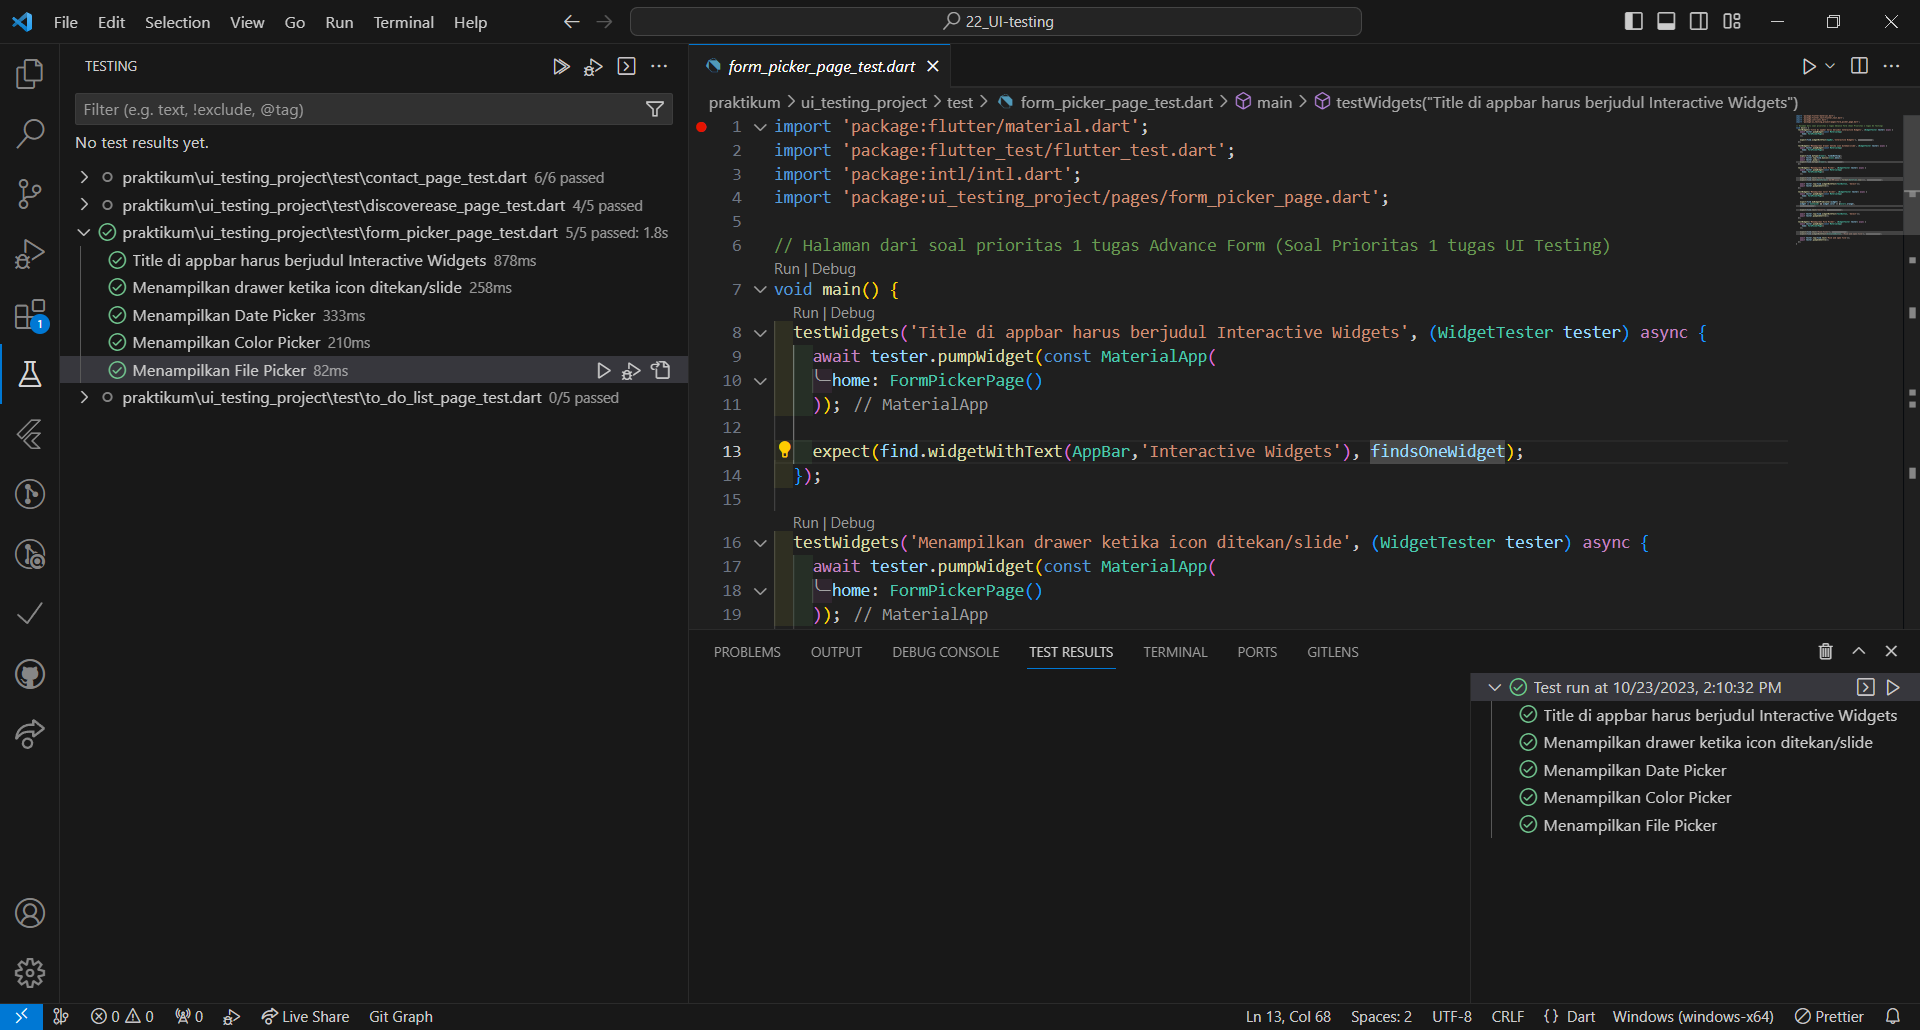 File Edit Selection View Go Run Terminal Help
22_UI-testing
TESTING
Filter (e.g. text, !exclude, @tag)
No test results yet.
praktikum\ui_testing_project\test\contact_page_test.dart 6/6 passed
praktikum\ui_testing_project\test\discoverease_page_test.dart 4/5 passed
praktikum\ui_testing_project\test\form_picker_page_test.dart 5/5 passed: 1.8s
Title di appbar harus berjudul Interactive Widgets 878ms
Menampilkan drawer ketika icon ditekan/slide 258ms
Menampilkan Date Picker 333ms
Menampilkan Color Picker 210ms
Menampilkan File Picker 82ms
praktikum\ui_testing_project\test\to_do_list_page_test.dart 0/5 passed
1
form_picker_page_test.dart
praktikum > ui_testing_project > test > form_picker_page_test.dart > main > testWidgets("Title di appbar harus berjudul Interactive Widgets")
1 import 'package:flutter/material.dart';
2 import 'package:flutter_test/flutter_test.dart';
3 import 'package:intl/intl.dart';
4 import 'package:ui_testing_project/pages/form_picker_page.dart';
5
6 // Halaman dari soal prioritas 1 tugas Advance Form (Soal Prioritas 1 tugas UI Testing)
Run | Debug
7 void main() {
Run | Debug
8 testWidgets('Title di appbar harus berjudul Interactive Widgets', (WidgetTester tester) async {
9 await tester.pumpWidget(const MaterialApp(
10 home: FormPickerPage()
11 )); // MaterialApp
12
13 expect(find.widgetWithText(AppBar,'Interactive Widgets'), findsOneWidget);
14 });
15
Run | Debug
16 testWidgets('Menampilkan drawer ketika icon ditekan/slide', (WidgetTester tester) async {
17 await tester.pumpWidget(const MaterialApp(
18 home: FormPickerPage()
19 )); // MaterialApp
PROBLEMS OUTPUT DEBUG CONSOLE TEST RESULTS TERMINAL PORTS GITLENS
Test run at 10/23/2023, 2:10:32 PM
Title di appbar harus berjudul Interactive Widgets
Menampilkan drawer ketika icon ditekan/slide
Menampilkan Date Picker
Menampilkan Color Picker
Menampilkan File Picker
0 0 0 Live Share Git Graph Ln 13, Col 68 Spaces: 2 UTF-8 CRLF {} Dart Windows (windows-x64) Prettier